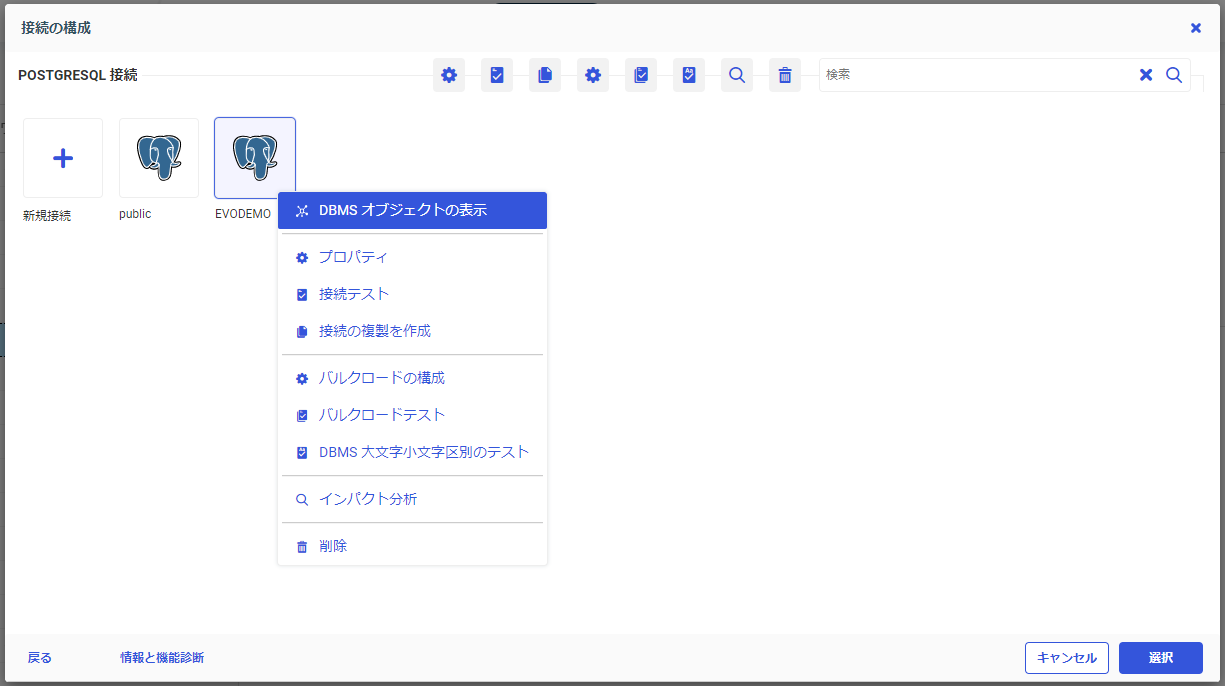 接続の構成
POSTGRESQL 接続
検索
新規接続
public
EVODEMO
DBMS オブジェクトの表示
プロパティ
接続テスト
接続の複製を作成
バルクロードの構成
バルクロードテスト
DBMS 大文字小文字区別のテスト
インパクト分析
削除
戻る
情報と機能診断
キャンセル
選択